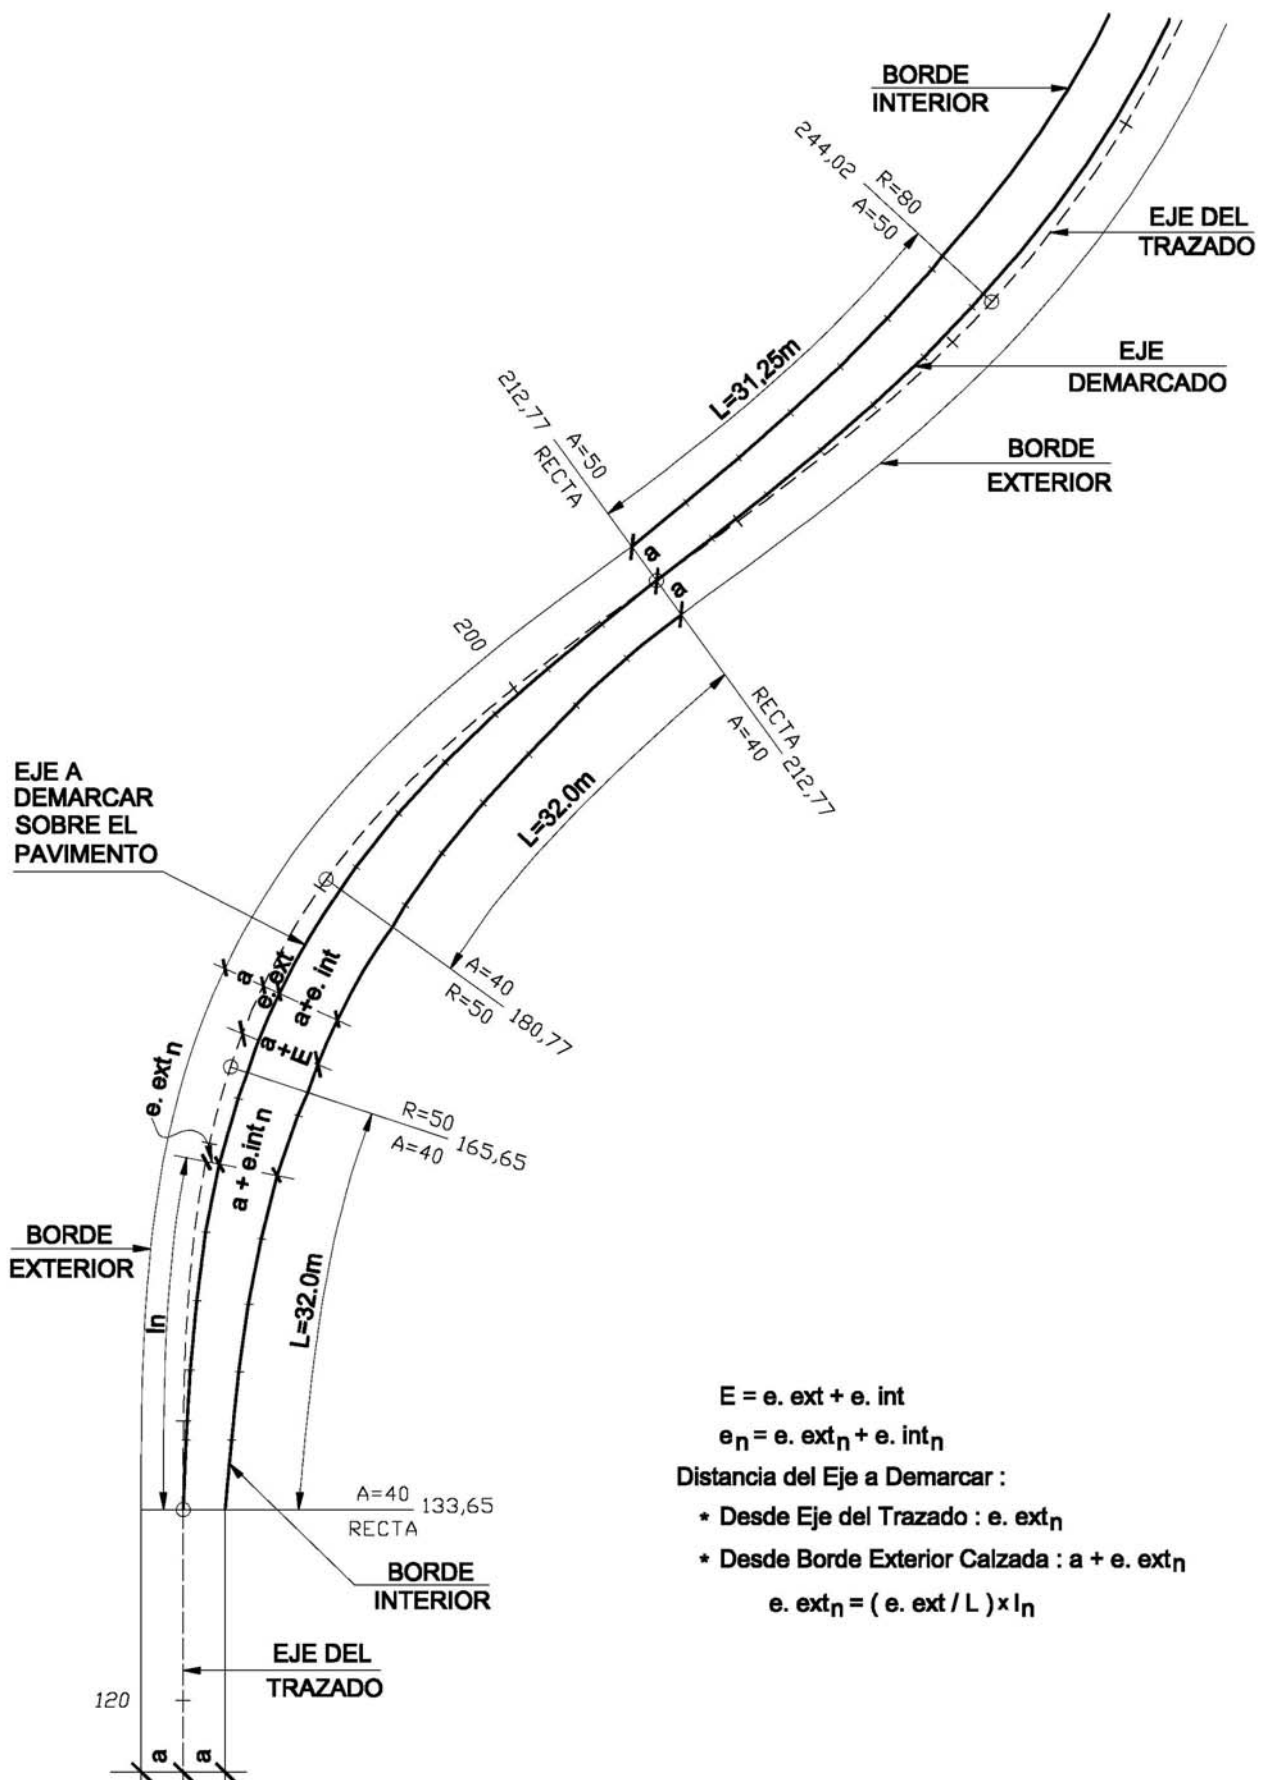 BORDE
INTERIOR
244,02
R=80
A=50
EJE DEL
TRAZADO
L=31,25m
EJE
DEMARCADO
212,77
A=50
RECTA
BORDE
EXTERIOR
a
a
200
RECTA
A=40
212,77
EJE A
DEMARCAR
SOBRE EL
PAVIMENTO
L=32.0m
a
e. ext
a+e. int
A=40
R=50
180,77
a+E
e. ext n
R=50
A=40
165,65
a + e.int n
BORDE
EXTERIOR
ln
L=32.0m
A=40
RECTA
133,65
BORDE
INTERIOR
EJE DEL
TRAZADO
120
a
a
E = e. ext + e. int
en = e. extn + e. intn
Distancia del Eje a Demarcar :
* Desde Eje del Trazado : e. extn
* Desde Borde Exterior Calzada : a + e. extn
e. extn = ( e. ext / L ) x ln